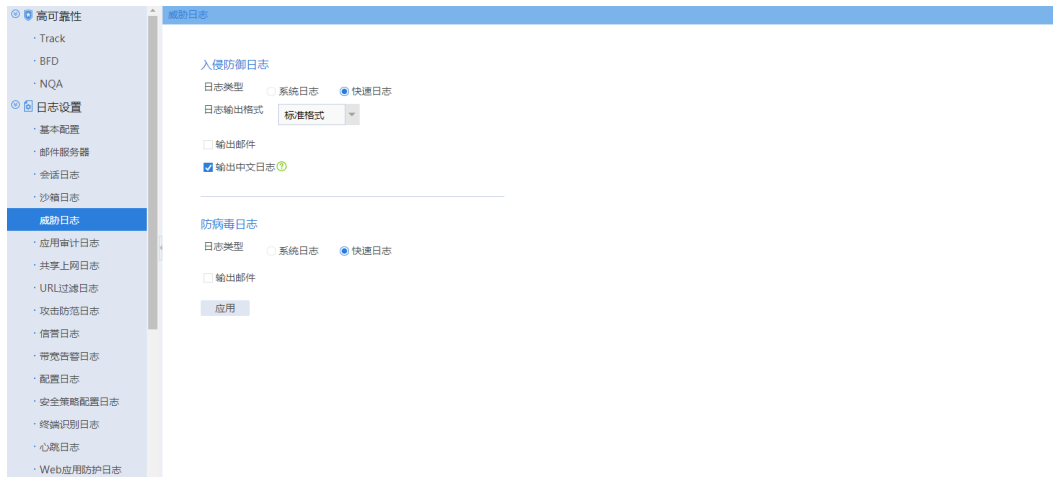 高可靠性
· Track
· BFD
· NQA
日志设置
· 基本配置
· 邮件服务器
· 会话日志
· 沙箱日志
威胁日志
· 应用审计日志
· 共享上网日志
· URL过滤日志
· 攻击防范日志
· 信誉日志
· 带宽告警日志
· 配置日志
· 安全策略配置日志
· 终端识别日志
· 心跳日志
· Web应用防护日志
威胁日志
入侵防御日志
日志类型 系统日志 快速日志
日志输出格式 标准格式
输出邮件
输出中文日志
防病毒日志
日志类型 系统日志 快速日志
输出邮件
应用